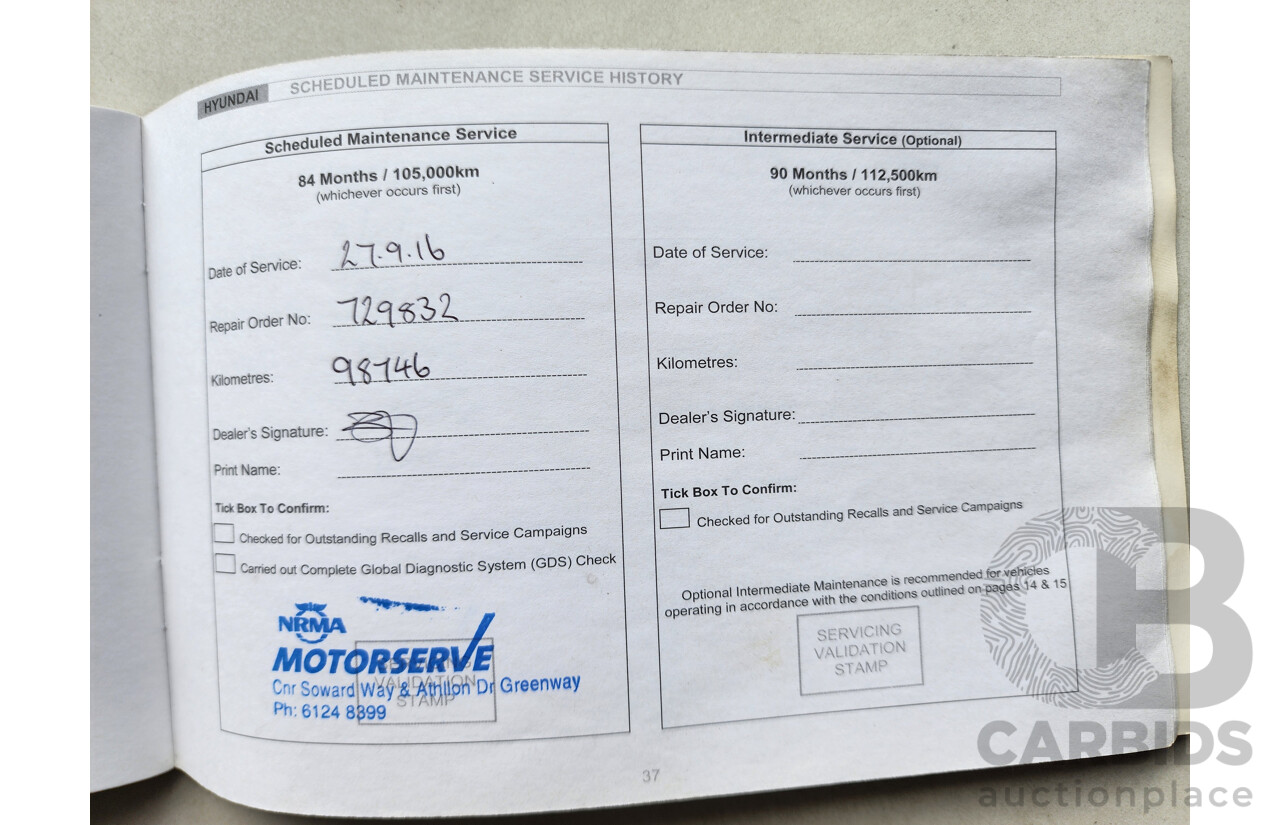 HYUNDAI
SCHEDULED MAINTENANCE SERVICE HISTORY
Scheduled Maintenance Service
84 Months / 105,000km
(whichever occurs first)
Date of Service: 27.9.16
Repair Order No: 729832
Kilometres: 98746
Dealer's Signature:
Print Name:
Tick Box To Confirm:
Checked for Outstanding Recalls and Service Campaigns
Carried out Complete Global Diagnostic System (GDS) Check
NRMA
MOTORSERVE
Cnr Soward Way & Athllon Dr Greenway
Ph: 6124 8399
VALIDATION
STAMP
Intermediate Service (Optional)
90 Months / 112,500km
(whichever occurs first)
Date of Service:
Repair Order No:
Kilometres:
Dealer's Signature:
Print Name:
Tick Box To Confirm:
Checked for Outstanding Recalls and Service Campaigns
Optional Intermediate Maintenance is recommended for vehicles
operating in accordance with the conditions outlined on pages 14 & 15
SERVICING
VALIDATION
STAMP
37
CARBIDS
auctionplace